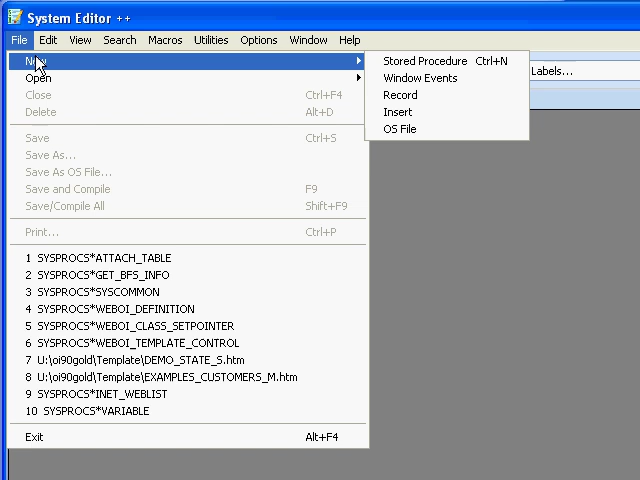 System Editor ++
File Edit View Search Macros Utilities Options Window Help
New
Open
Close Ctrl+F4
Delete Alt+D
Save Ctrl+S
Save As...
Save As OS File...
Save and Compile F9
Save/Compile All Shift+F9
Print... Ctrl+P
1 SYSPROCS*ATTACH_TABLE
2 SYSPROCS*GET_BFS_INFO
3 SYSPROCS*SYSCOMMON
4 SYSPROCS*WEBOI_DEFINITION
5 SYSPROCS*WEBOI_CLASS_SETPOINTER
6 SYSPROCS*WEBOI_TEMPLATE_CONTROL
7 U:\oi90gold\Template\DEMO_STATE_S.htm
8 U:\oi90gold\Template\EXAMPLES_CUSTOMERS_M.htm
9 SYSPROCS*INET_WEBLIST
10 SYSPROCS*VARIABLE
Exit Alt+F4
Stored Procedure Ctrl+N
Window Events
Record
Insert
OS File
Labels...